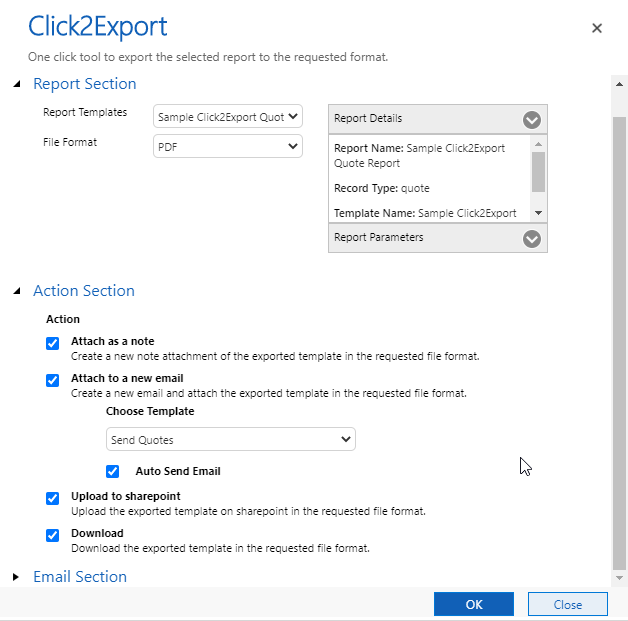 Click2Export
One click tool to export the selected report to the requested format.
Report Section
Report Templates
Sample Click2Export Quot
File Format
PDF
Report Details
Report Name: Sample Click2Export
Quote Report
Record Type: quote
Template Name: Sample Click2Export
Report Parameters
Action Section
Action
Attach as a note
Create a new note attachment of the exported template in the requested file format.
Attach to a new email
Create a new email and attach the exported template in the requested file format.
Choose Template
Send Quotes
Auto Send Email
Upload to sharepoint
Upload the exported template on sharepoint in the requested file format.
Download
Download the exported template in the requested file format.
Email Section
OK
Close